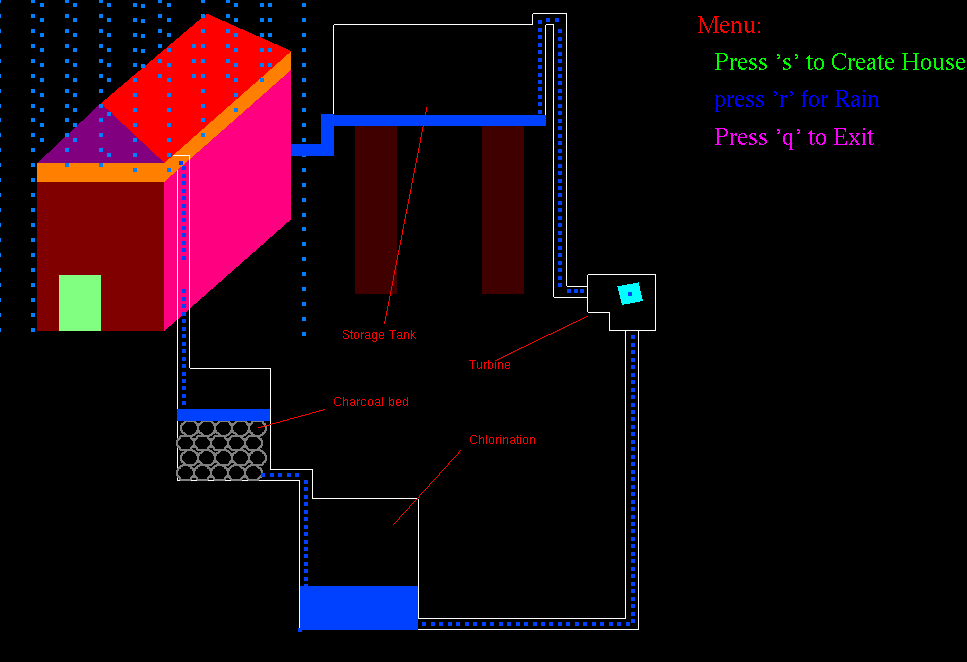 Menu:
Press ’s’ to Create House
press ’r’ for Rain
Press ’q’ to Exit
Storage Tank
Turbine
Charcoal bed
Chlorination